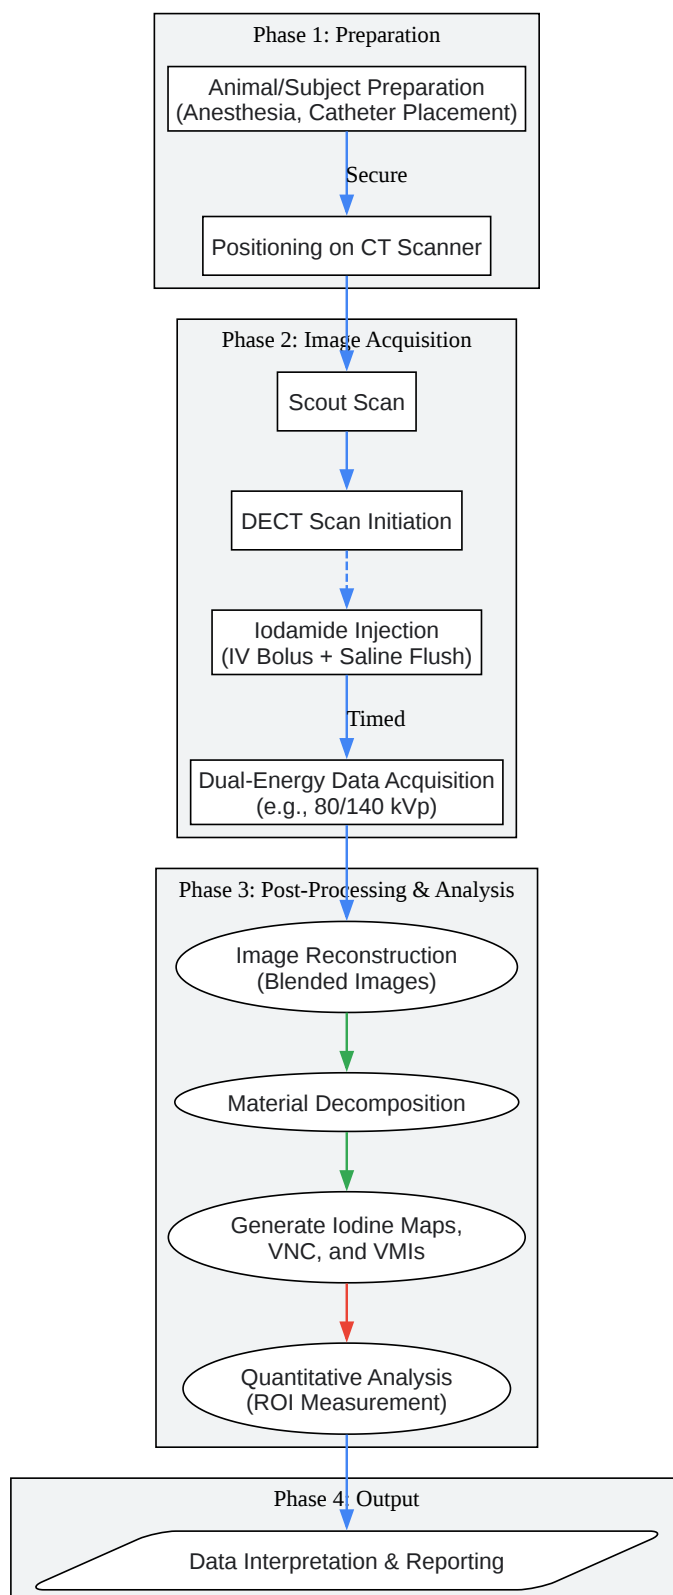 Phase 1: Preparation
Animal/Subject Preparation
(Anesthesia, Catheter Placement)
Secure
Positioning on CT Scanner
Phase 2: Image Acquisition
Scout Scan
DECT Scan Initiation
Iodamide Injection
(IV Bolus + Saline Flush)
Timed
Dual-Energy Data Acquisition
(e.g., 80/140 kVp)
Phase 3: Post-Processing & Analysis
Image Reconstruction
(Blended Images)
Material Decomposition
Generate Iodine Maps,
VNC, and VMIs
Quantitative Analysis
(ROI Measurement)
Phase 4: Output
Data Interpretation & Reporting